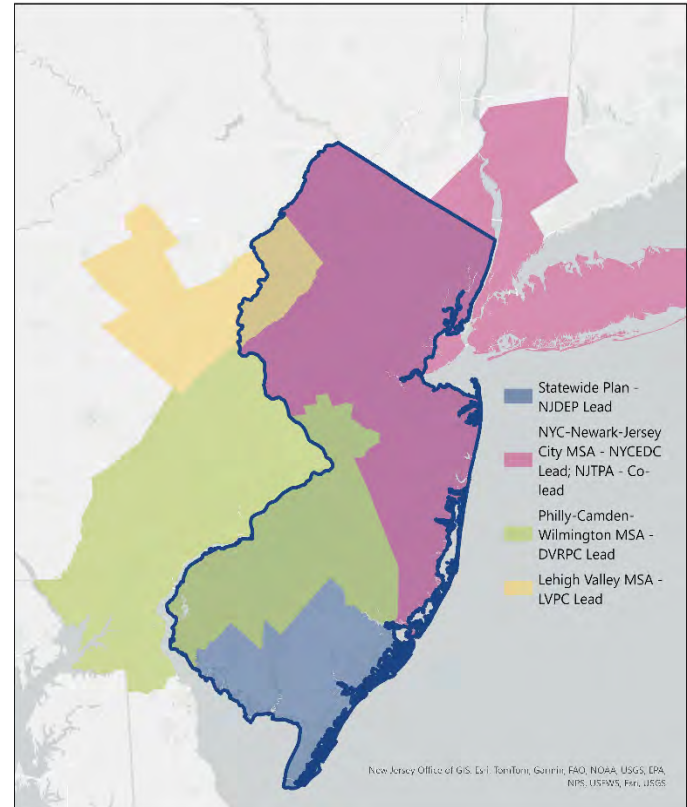 Statewide Plan -
NJDEP Lead
NYC-Newark-Jersey
City MSA - NYCEDC
Lead; NJTPA - Co-
lead
Philly-Camden-
Wilmington MSA -
DVRPC Lead
Lehigh Valley MSA -
LVPC Lead
New Jersey Office of GIS, Esri, TomTom, Garmin, FAO, NOAA, USGS, EPA,
NPS, USFWS, Esri, USGS